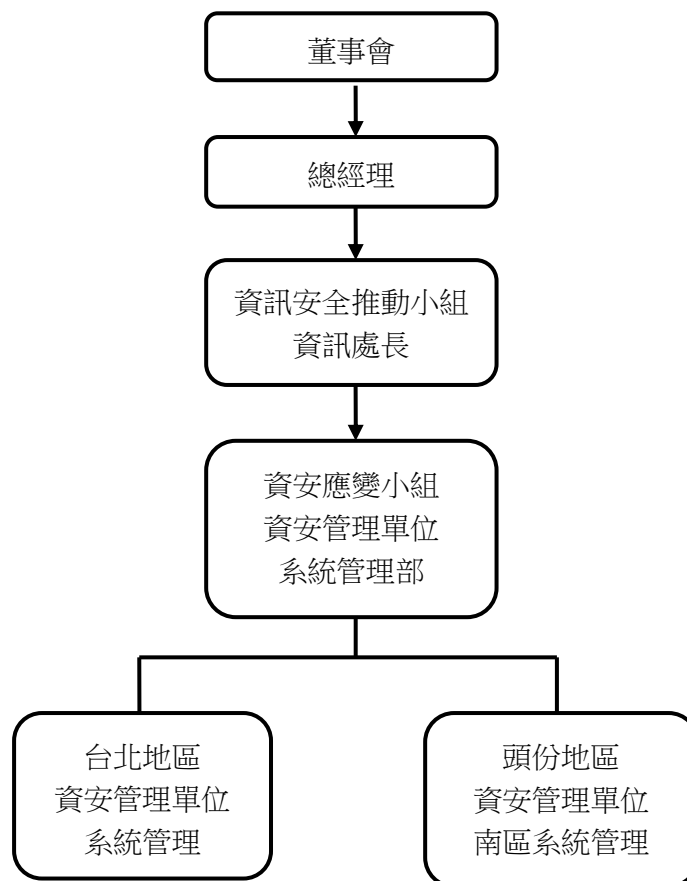 董事會
總經理
資訊安全推動小組
資訊處長
資安應變小組
資安管理單位
系統管理部
台北地區
資安管理單位
系統管理
頭份地區
資安管理單位
南區系統管理